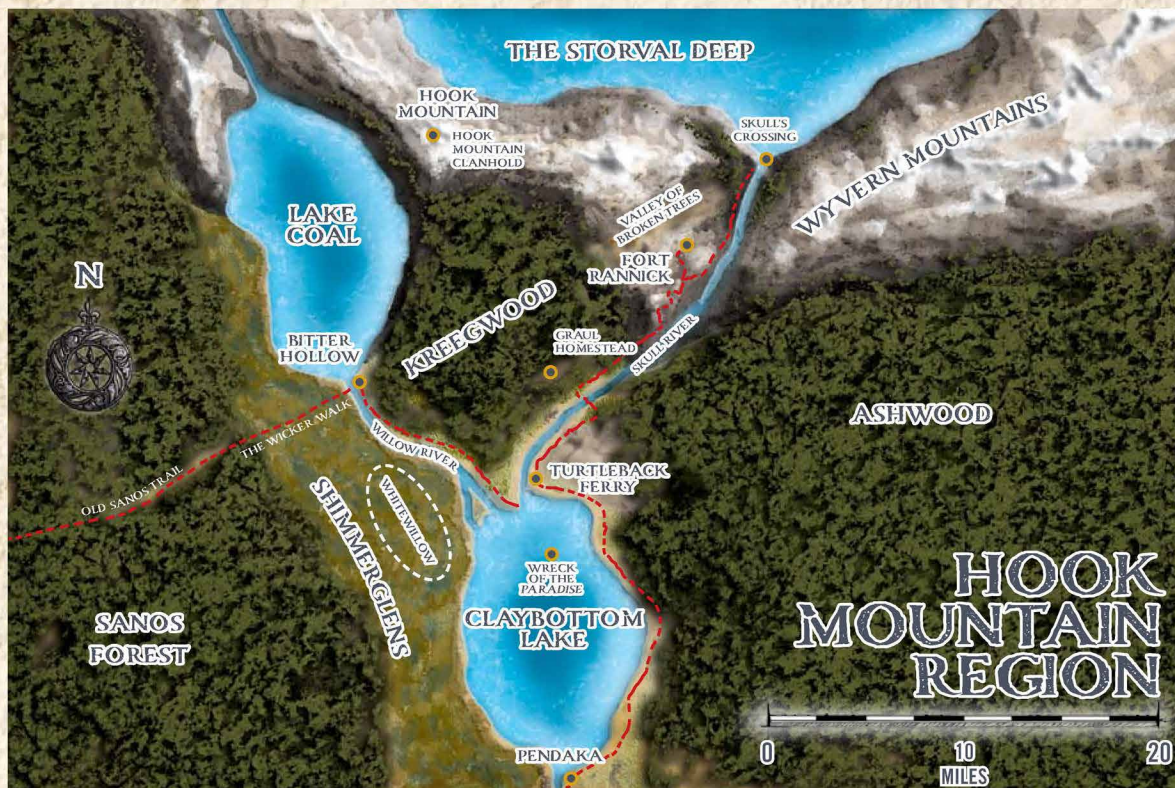 THE STORVAL DEEP
HOOK
MOUNTAIN
HOOK
MOUNTAIN
CLANHOLD
SKULL'S
CROSSING
WYVERN MOUNTAINS
VALLEY OF
BROKEN TREES
LAKE
COAL
FORT
RANNICK
N
KREEGWOOD
BITTER
HOLLOW
GRAUL
HOMESTEAD
SKULL RIVER
ASHWOOD
THE WICKER WALK
OLD SANOS TRAIL
WILLOW RIVER
TURTLEBACK
FERRY
SHIMMERGLENS
WHITEWILLOW
WRECK
OF THE
PARADISE
CLAYBOTTOM
LAKE
SANOS
FOREST
HOOK
MOUNTAIN
REGION
PENDAKA
0 10 20
MILES